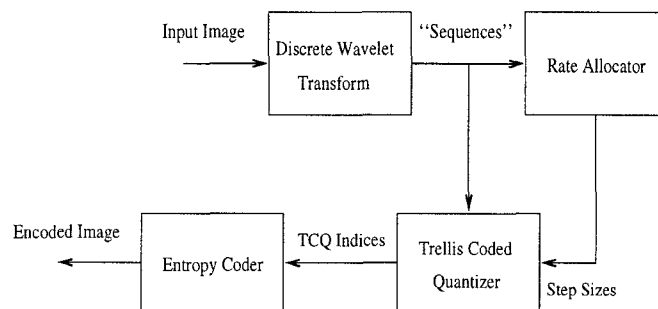 Input Image
Discrete Wavelet
Transform
‘‘Sequences’’
Rate Allocator
Encoded Image
Entropy Coder
TCQ Indices
Trellis Coded
Quantizer
Step Sizes